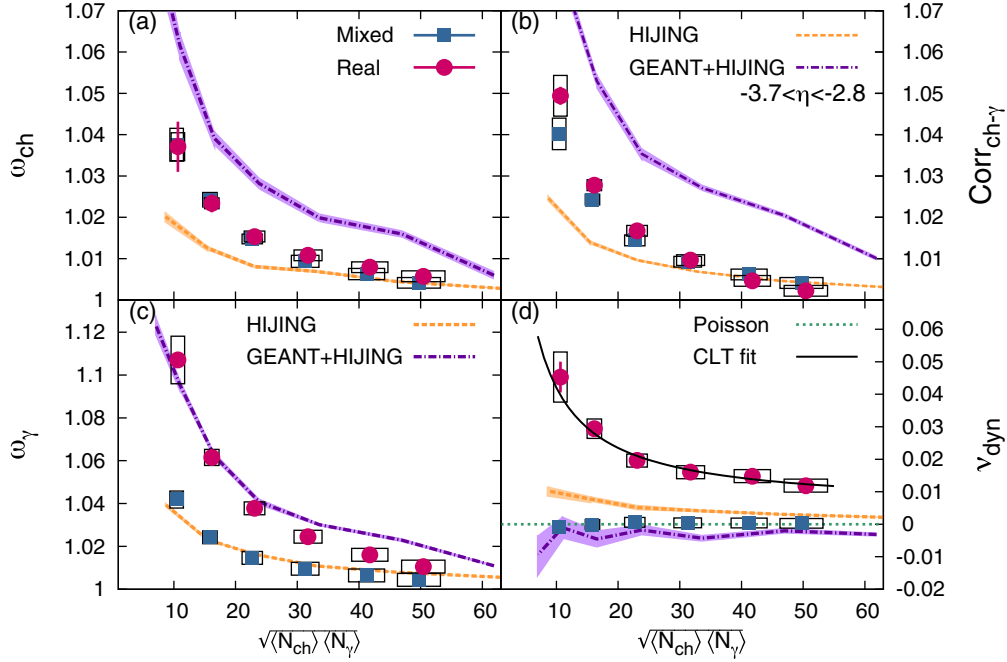 (a)
Mixed
Real
ω_ch
1.07
1.06
1.05
1.04
1.03
1.02
1.01
1
(b)
HIJING
GEANT+HIJING
-3.7<η<-2.8
Corr_ch-γ
1.07
1.06
1.05
1.04
1.03
1.02
1.01
1
(c)
HIJING
GEANT+HIJING
ω_γ
1.12
1.1
1.08
1.06
1.04
1.02
1
10 20 30 40 50 60
√⟨N_ch⟩ ⟨N_γ⟩
(d)
Poisson
CLT fit
ν_dyn
0.06
0.05
0.04
0.03
0.02
0.01
0
-0.01
-0.02
10 20 30 40 50 60
√⟨N_ch⟩ ⟨N_γ⟩